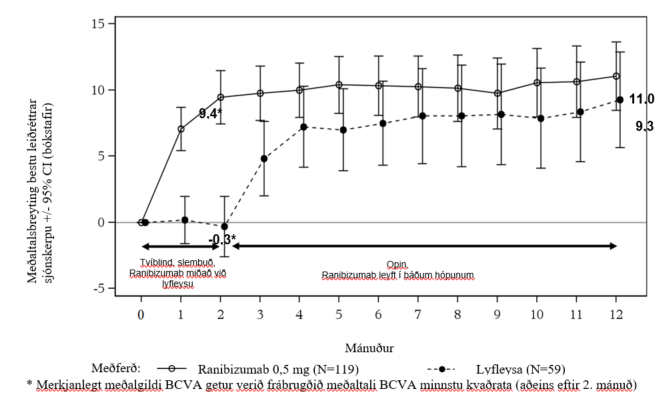 Meðaltalsbreyting bestu leiðréttrar
sjónskerpu +/- 95% CI (bókstafir)
15
10
5
0
-5
9.4*
-0.3*
11.0
9.3
Tvíblind, slembuð,
Ranibizumab miðað við
lyfleysu
Opin,
Ranibizumab leyft í báðum hópunum
0 1 2 3 4 5 6 7 8 9 10 11 12
Mánuður
Meðferð: Ranibizumab 0,5 mg (N=119) Lyfleysa (N=59)
* Merkjanlegt meðalgildi BCVA getur verið frábrugðið meðaltali BCVA minnstu kvaðrata (aðeins eftir 2. mánuð)